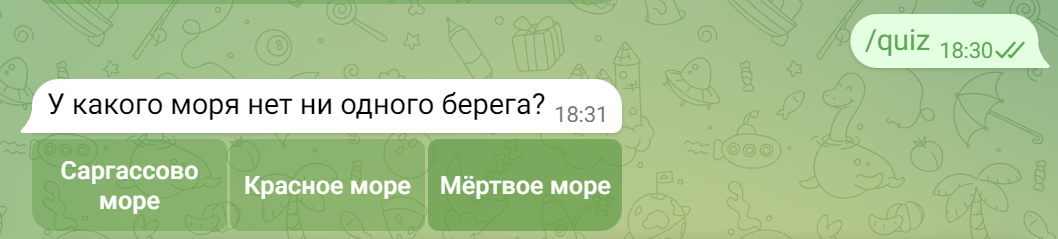 /quiz 18:30
У какого моря нет ни одного берега? 18:31
Саргассово
море
Красное море
Мёртвое море